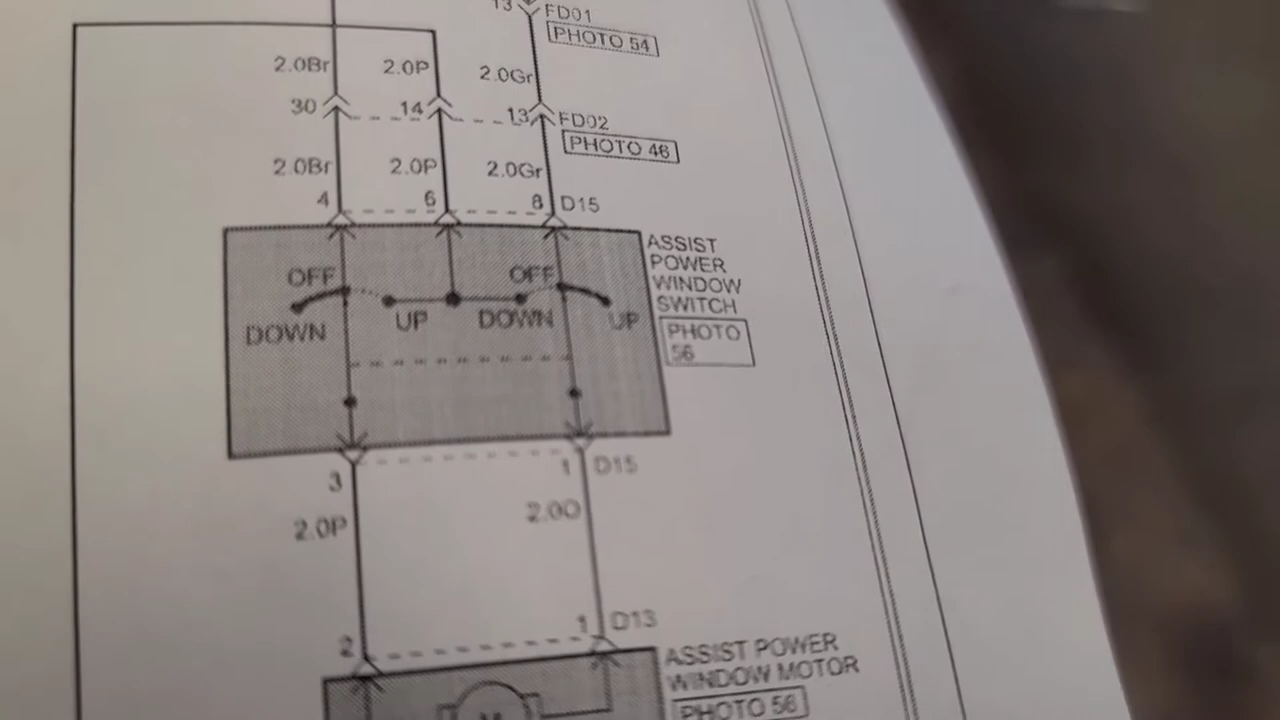 13 FD01
PHOTO 54
2.0Br 2.0P 2.0Gr
30 14 13 FD02
PHOTO 46
2.0Br 2.0P 2.0Gr
4 6 8 D15
ASSIST
POWER
WINDOW
SWITCH
PHOTO
56
OFF OFF
DOWN UP DOWN UP
3 1 D15
2.0P 2.0O
2 1 D13
ASSIST POWER
WINDOW MOTOR
PHOTO 56